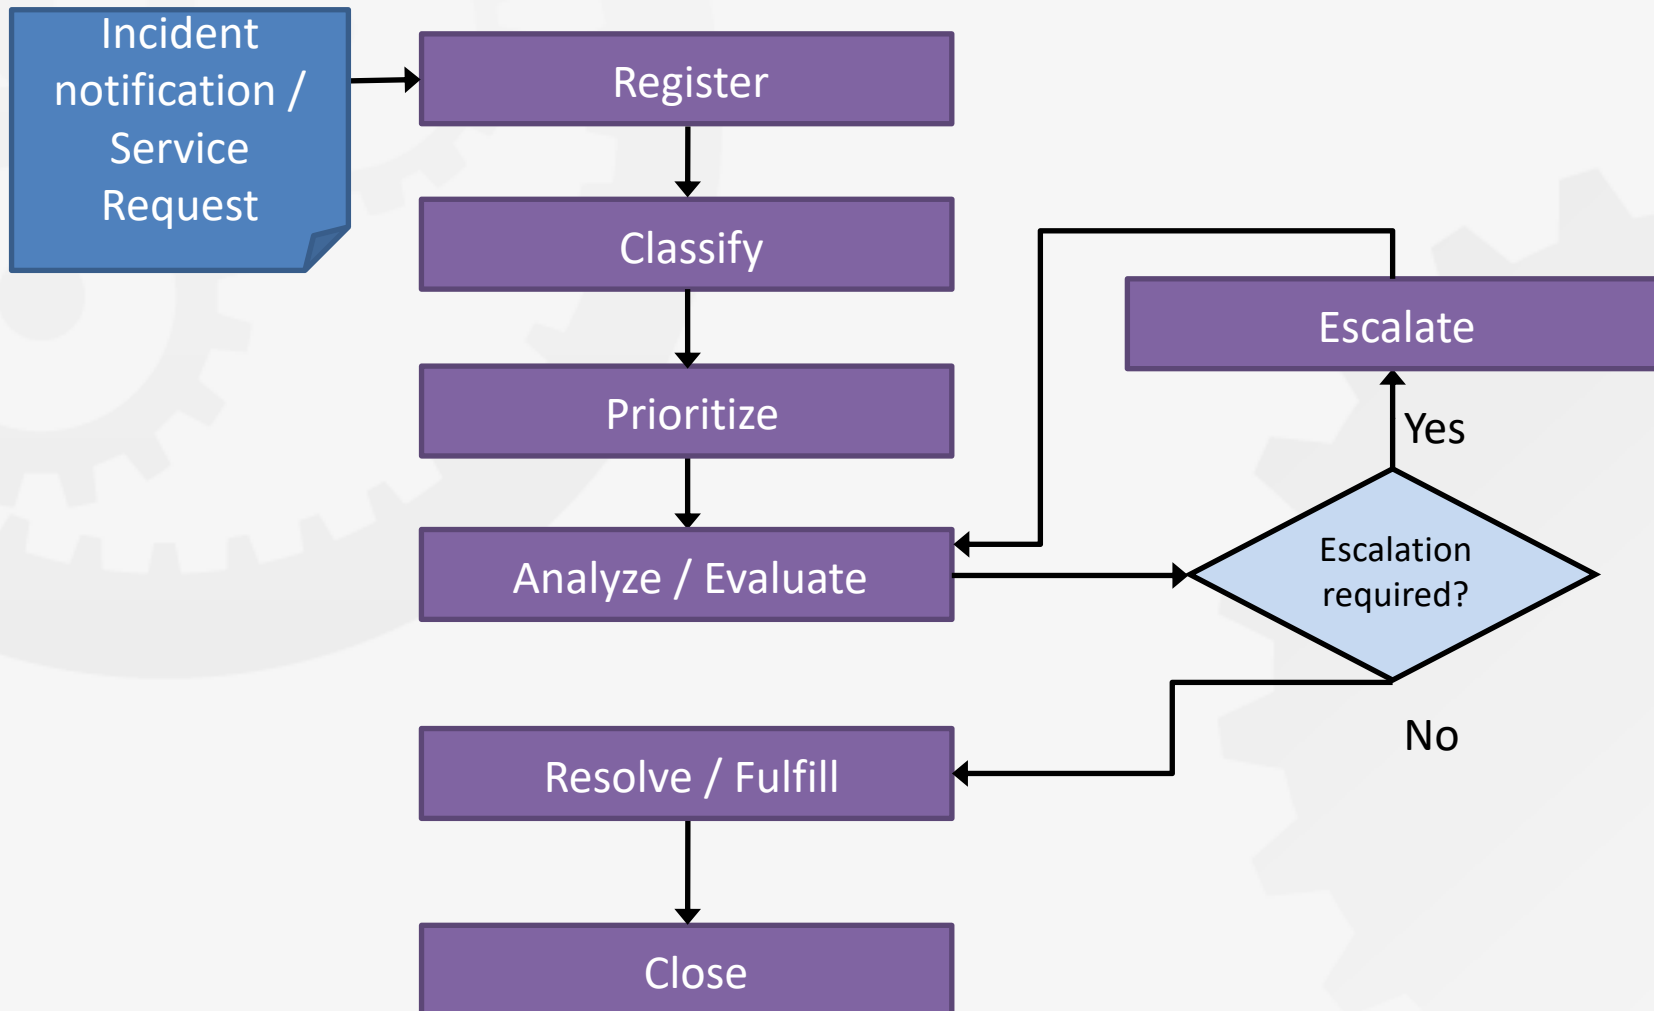 Incident
notification /
Service
Request
Register
Classify
Prioritize
Analyze / Evaluate
Escalate
Yes
Escalation
required?
No
Resolve / Fulfill
Close